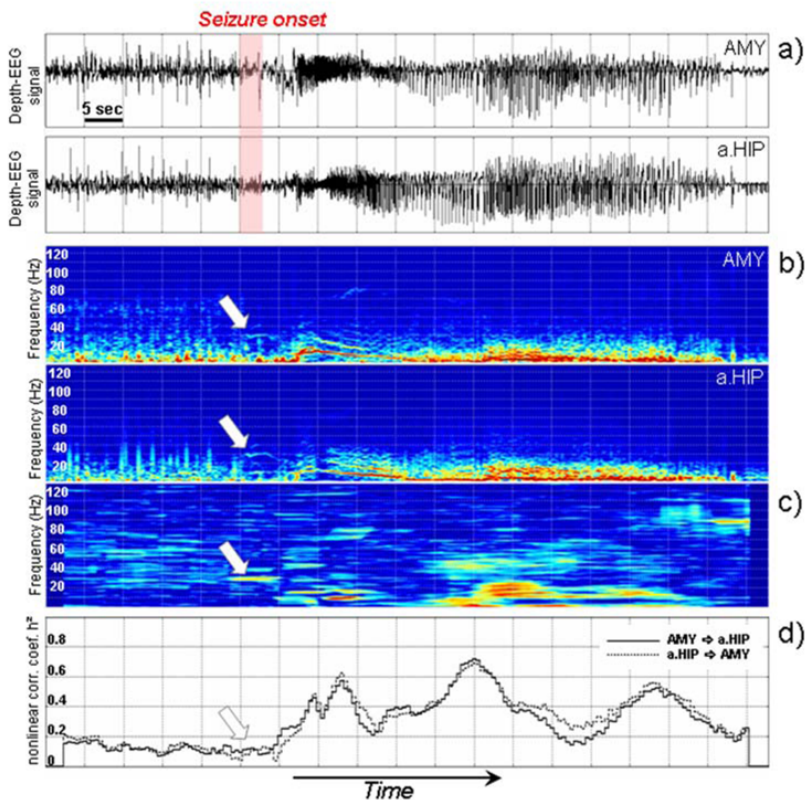 Seizure onset
a)
AMY
Depth-EEG
signal
5 sec
a.HIP
Depth-EEG
signal
b)
AMY
Frequency (Hz)
120
100
80
60
40
20
a.HIP
Frequency (Hz)
120
100
80
60
40
20
c)
Frequency (Hz)
120
100
80
60
40
20
d)
nonlinear corr. coef. h²
0.8
0.6
0.4
0.2
0
AMY ⇨ a.HIP
a.HIP ⇨ AMY
Time